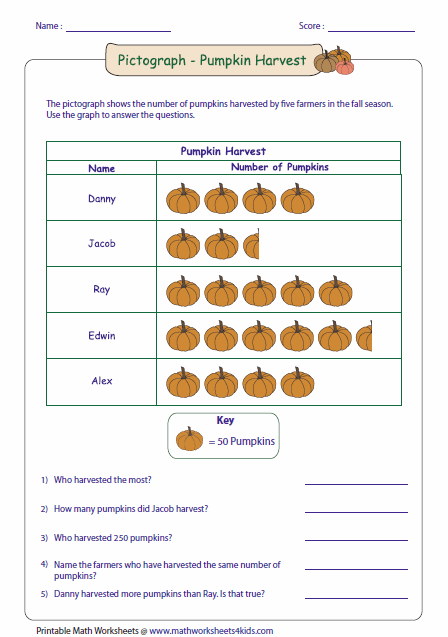 Name :
Score :
Pictograph - Pumpkin Harvest
The pictograph shows the number of pumpkins harvested by five farmers in the fall season.
Use the graph to answer the questions.
Pumpkin Harvest
Name Number of Pumpkins
Danny
Jacob
Ray
Edwin
Alex
Key
= 50 Pumpkins
1) Who harvested the most?
2) How many pumpkins did Jacob harvest?
3) Who harvested 250 pumpkins?
4) Name the farmers who have harvested the same number of
pumpkins?
5) Danny harvested more pumpkins than Ray. Is that true?
Printable Math Worksheets @ www.mathworksheets4kids.com